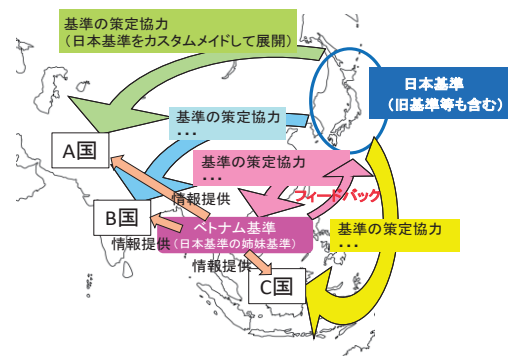 基準の策定協力
（日本基準をカスタムメイドして展開）
日本基準
（旧基準等も含む）
基準の策定協力
・・・
A国
基準の策定協力
・・・
情報提供
フィードバック
B国
ベトナム基準
（日本基準の姉妹基準）
情報提供
基準の策定協力
・・・
情報提供
C国